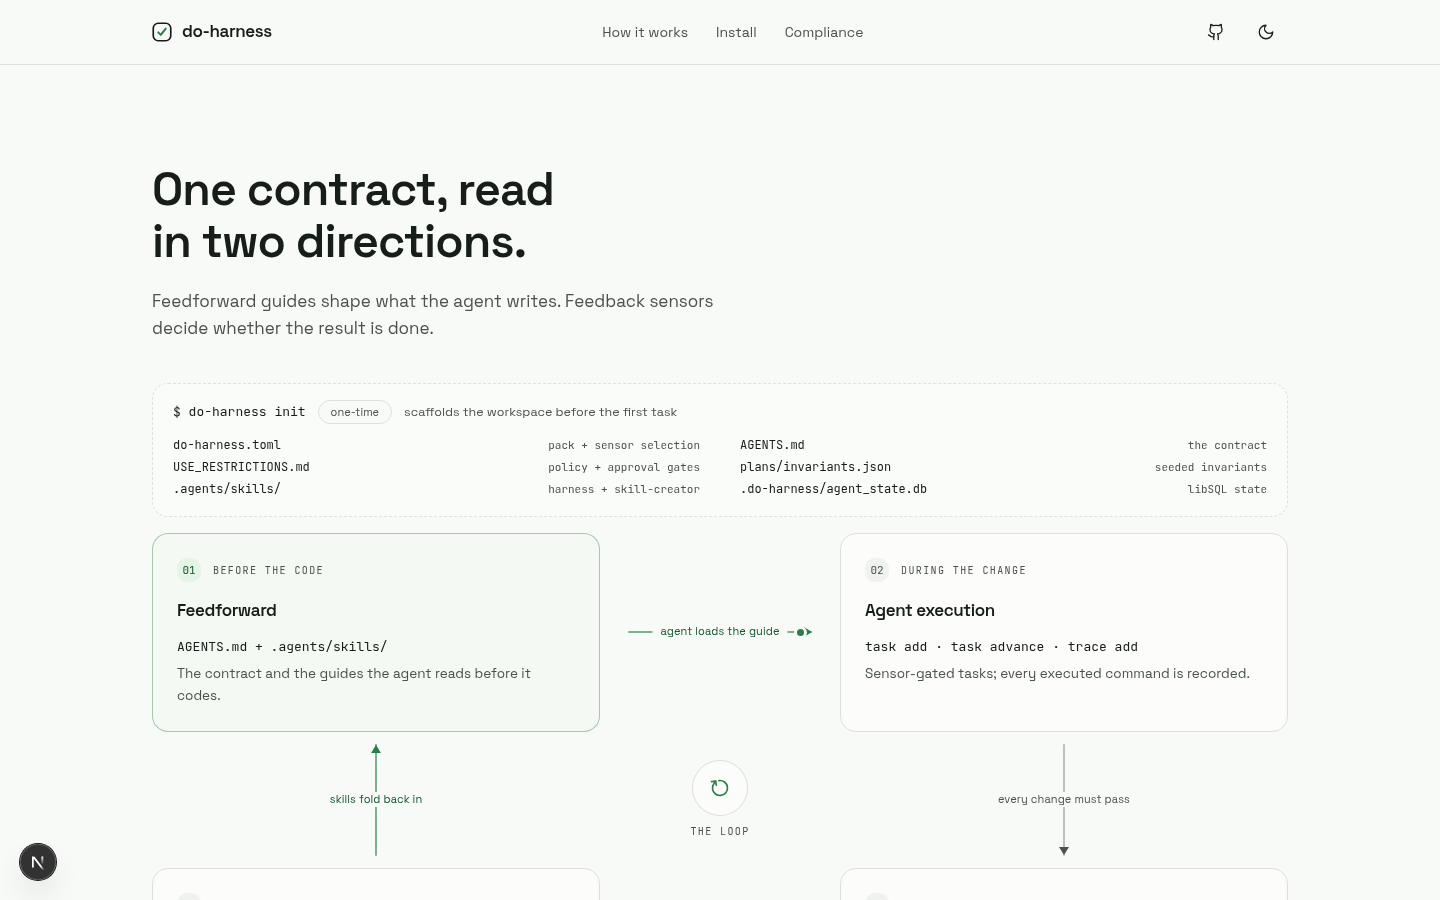 do-harness
How it works
Install
Compliance
One contract, read
in two directions.
Feedforward guides shape what the agent writes. Feedback sensors
decide whether the result is done.
$ do-harness init
one-time
scaffolds the workspace before the first task
do-harness.toml
pack + sensor selection
AGENTS.md
the contract
USE_RESTRICTIONS.md
policy + approval gates
plans/invariants.json
seeded invariants
.agents/skills/
harness + skill-creator
.do-harness/agent_state.db
libSQL state
01
BEFORE THE CODE
Feedforward
AGENTS.md + .agents/skills/
The contract and the guides the agent reads before it
codes.
agent loads the guide
02
DURING THE CHANGE
Agent execution
task add · task advance · trace add
Sensor-gated tasks; every executed command is recorded.
skills fold back in
THE LOOP
every change must pass
N